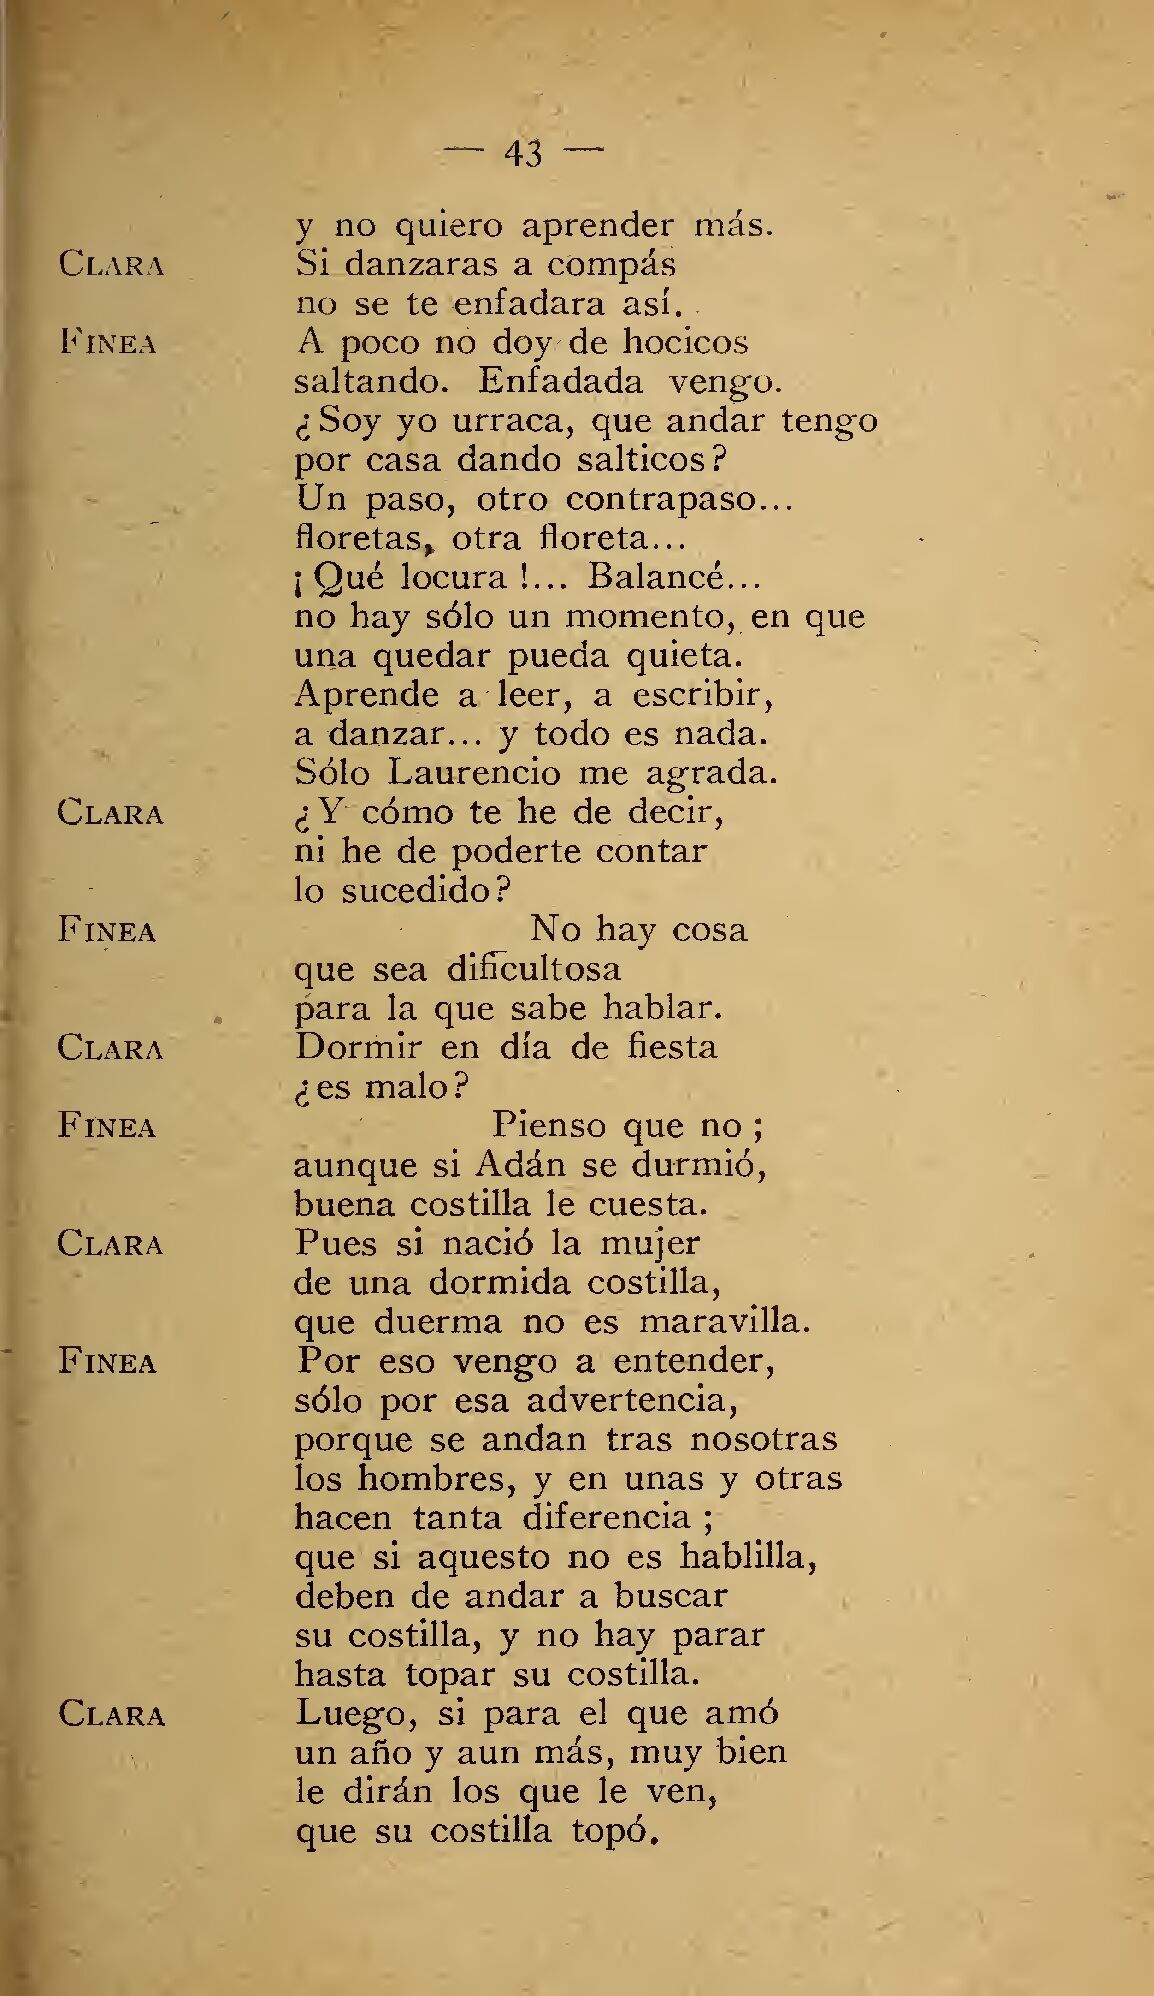 — 43 —
y no quiero aprender más.
CLARA Si danzaras a compás
no se te enfadara así.
FINEA A poco no doy de hocicos
saltando. Enfadada vengo.
¿Soy yo urraca, que andar tengo
por casa dando salticos?
Un paso, otro contrapaso...
floretas, otra floreta...
¡Qué locura!... Balancé...
no hay sólo un momento, en que
una quedar pueda quieta.
Aprende a leer, a escribir,
a danzar... y todo es nada.
Sólo Laurencio me agrada.
CLARA ¿Y cómo te he de decir,
ni he de poderte contar
lo sucedido?
FINEA No hay cosa
que sea dificultosa
para la que sabe hablar.
CLARA Dormir en día de fiesta
¿es malo?
FINEA Pienso que no;
aunque si Adán se durmió,
buena costilla le cuesta.
CLARA Pues si nació la mujer
de una dormida costilla,
que duerma no es maravilla.
FINEA Por eso vengo a entender,
sólo por esa advertencia,
porque se andan tras nosotras
los hombres, y en unas y otras
hacen tanta diferencia;
que si aquesto no es hablilla,
deben de andar a buscar
su costilla, y no hay parar
hasta topar su costilla.
CLARA Luego, si para el que amó
un año y aun más, muy bien
le dirán los que le ven,
que su costilla topó.